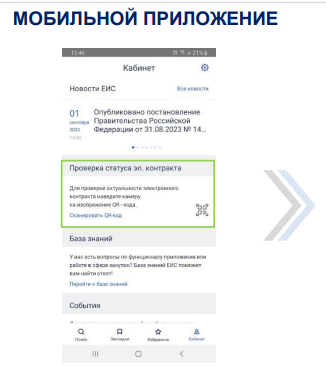 МОБИЛЬНОЙ ПРИЛОЖЕНИЕ
12:46
21%
Кабинет
Новости ЕИС Все новости
01 Опубликовано постановление
сентября Правительства Российской
2023 Федерации от 31.08.2023 № 14...
14:40
Проверка статуса эл. контракта
Для проверки актуальности электронного
контракта наведите камеру
на изображение QR - кода.
Сканировать QR-код
База знаний
У вас есть вопросы по функционалу приложения или
работе в сфере закупок? База знаний ЕИС поможет
вам найти ответ!
Перейти к базе знаний
События
Поиск Закладки Избранное Кабинет